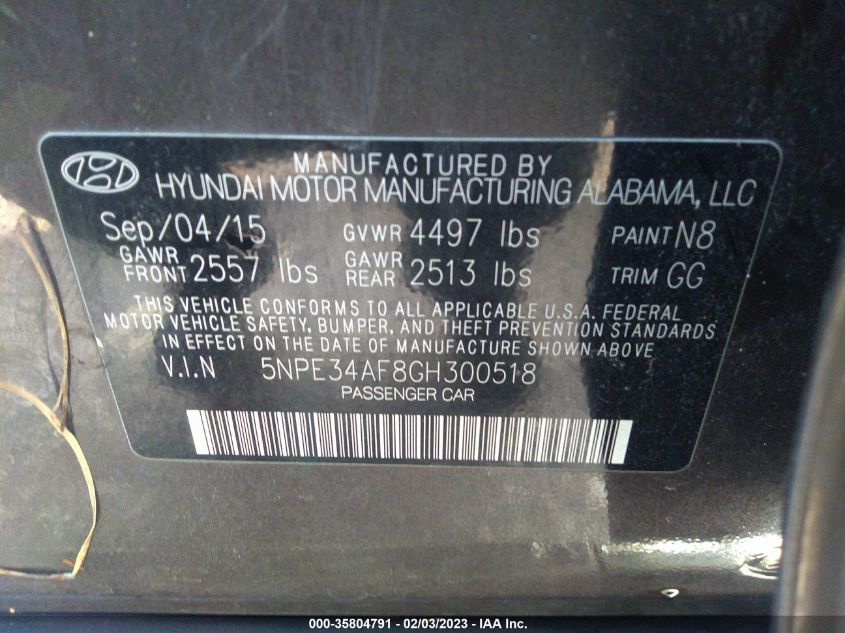 MANUFACTURED BY
HYUNDAI MOTOR MANUFACTURING ALABAMA, LLC
Sep/04/15 GVWR 4497 lbs PAINT N8
GAWR FRONT 2557 lbs GAWR REAR 2513 lbs TRIM GG
THIS VEHICLE CONFORMS TO ALL APPLICABLE U.S.A. FEDERAL
MOTOR VEHICLE SAFETY, BUMPER, AND THEFT PREVENTION STANDARDS
IN EFFECT ON THE DATE OF MANUFACTURE SHOWN ABOVE
V.I.N 5NPE34AF8GH300518
PASSENGER CAR
000-35804791 - 02/03/2023 - IAA Inc.